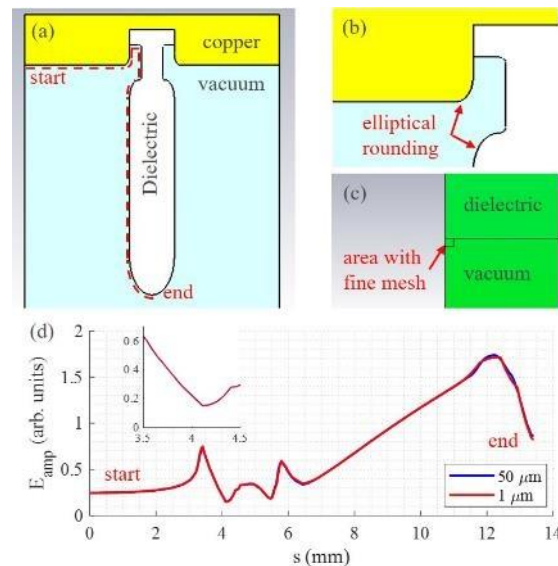 (a)
copper
start
vacuum
Dielectric
end
(b)
elliptical
rounding
(c)
dielectric
area with
fine mesh
vacuum
(d)
2
1.5
1
0.5
0
E_amp (arb. units)
0.6
0.4
0.2
0
3.5 4 4.5
start
end
50 μm
1 μm
0 2 4 6 8 10 12 14
s (mm)